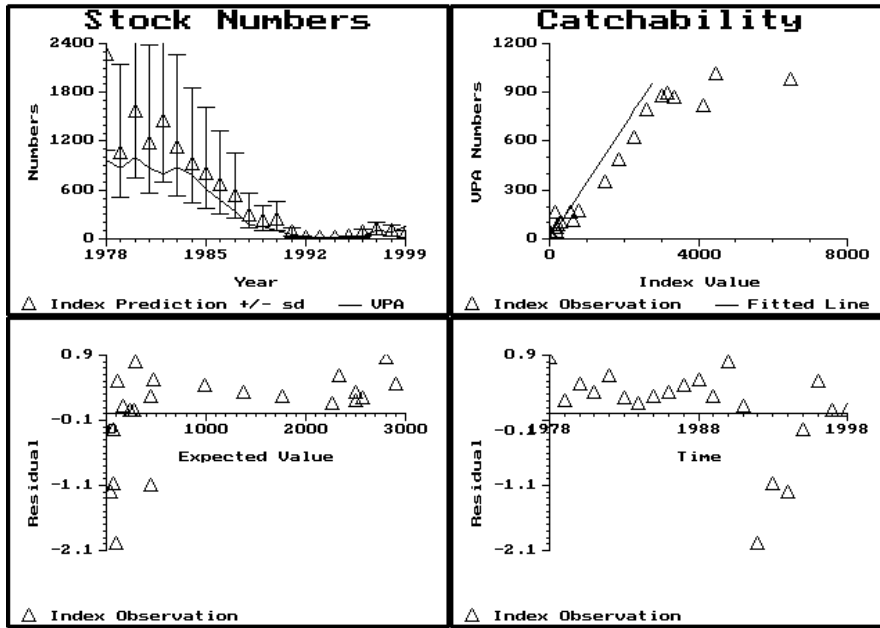 Stock Numbers
2400
1800
1200
600
0
Numbers
1978 1985 1992 1999
Year
△ Index Prediction +/- sd — VPA
Catchability
1200
900
600
300
0
VPA Numbers
0 4000 8000
Index Value
△ Index Observation — Fitted Line
0.9
-0.1
-1.1
-2.1
Residual
1000 2000 3000
Expected Value
△ Index Observation
0.9
-0.1
-1.1
-2.1
Residual
1978 1988 1998
Time
△ Index Observation